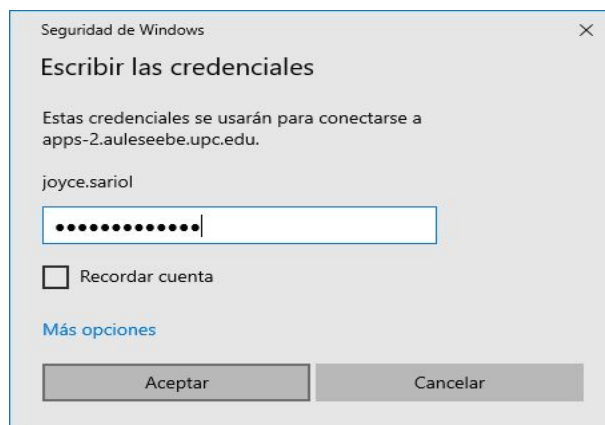 Seguridad de Windows
Escribir las credenciales
Estas credenciales se usarán para conectarse a
apps-2.auleseebe.upc.edu.
joyce.sariol
●●●●●●●●●●●●●
Recordar cuenta
Más opciones
Aceptar
Cancelar